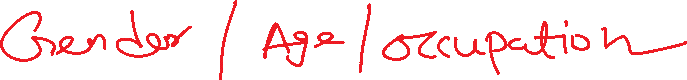 Gender / Age / occupation